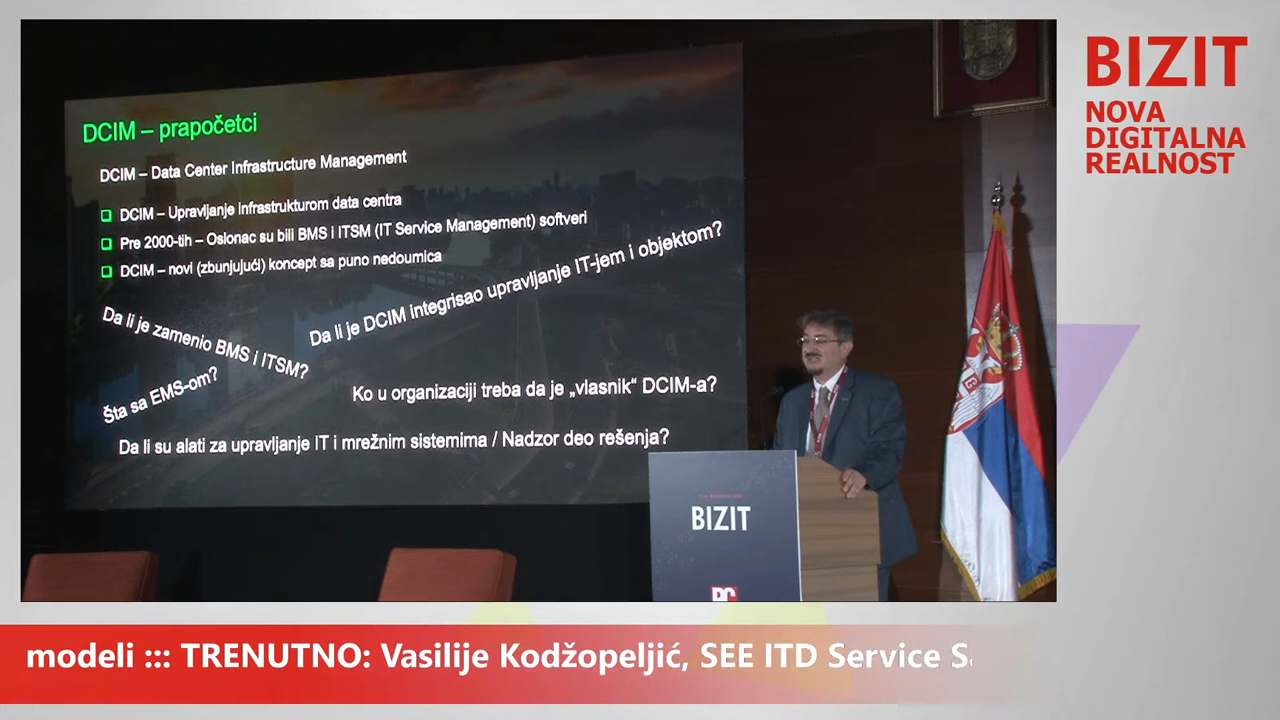 DCIM – prapočetci
DCIM – Data Center Infrastructure Management
DCIM – Upravljanje infrastrukturom data centra
Pre 2000-tih – Oslonac su bili BMS i ITSM (IT Service Management) softveri
DCIM – novi (zbunjujući) koncept sa puno nedoumica
Da li je zamenio BMS i ITSM?
Da li je DCIM integrisao upravljanje IT-jem i objektom?
Šta sa EMS-om?
Ko u organizaciji treba da je „vlasnik“ DCIM-a?
Da li su alati za upravljanje IT i mrežnim sistemima / Nadzor deo rešenja?
BIZIT
PC
BIZIT
NOVA
DIGITALNA
REALNOST
modeli ::: TRENUTNO: Vasilije Kodžopeljić, SEE ITD Service